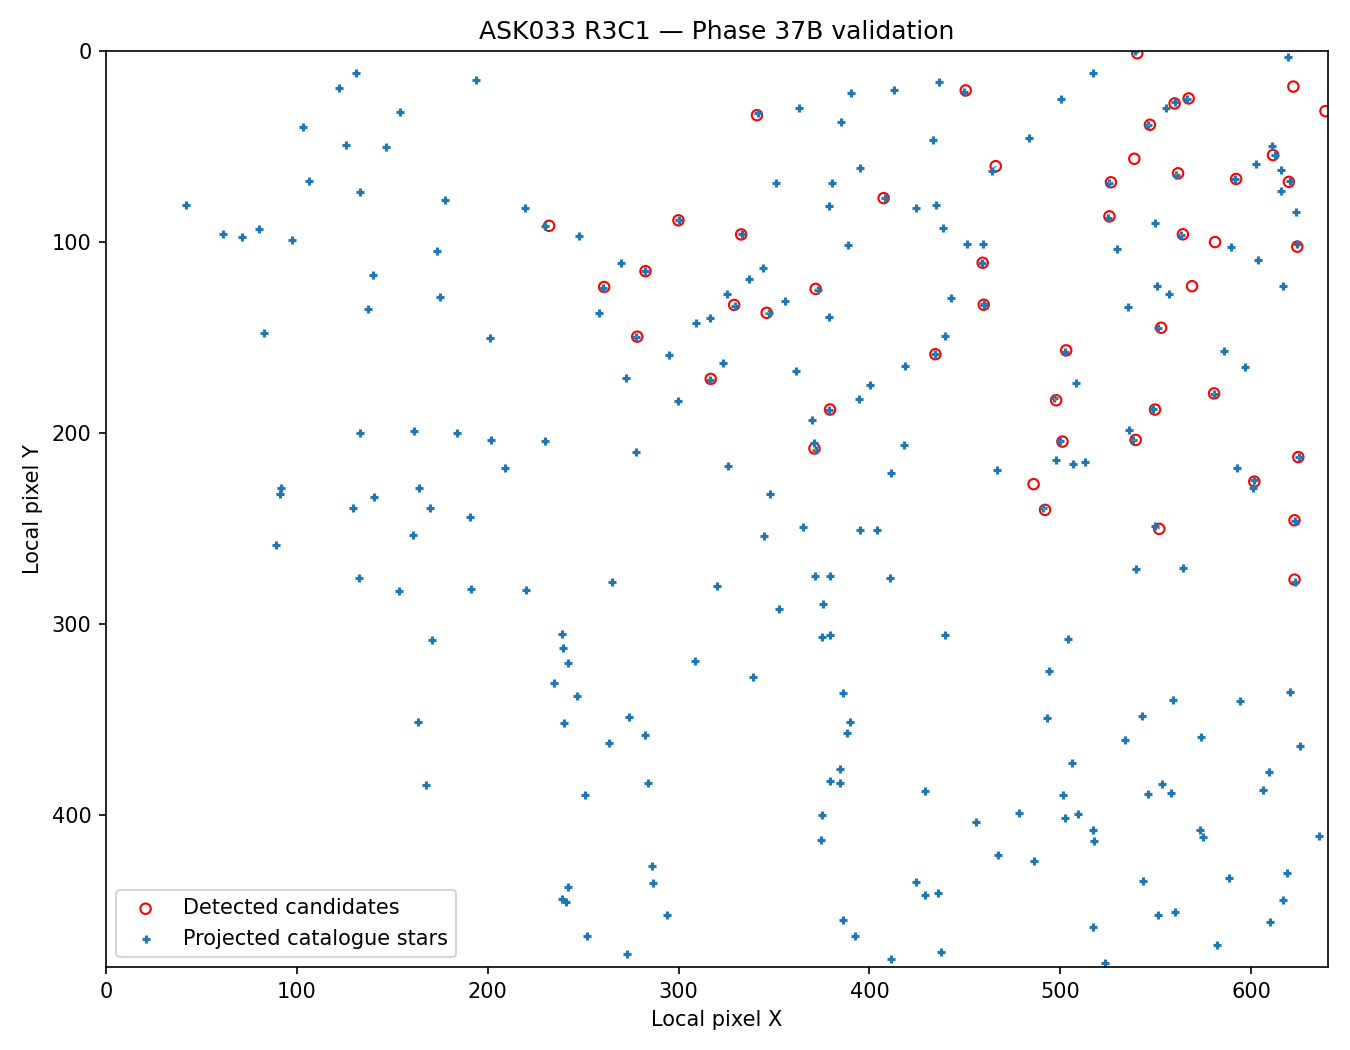 ASK033 R3C1 — Phase 37B validation
0
100
200
300
400
Local pixel Y
Detected candidates
Projected catalogue stars
0 100 200 300 400 500 600
Local pixel X